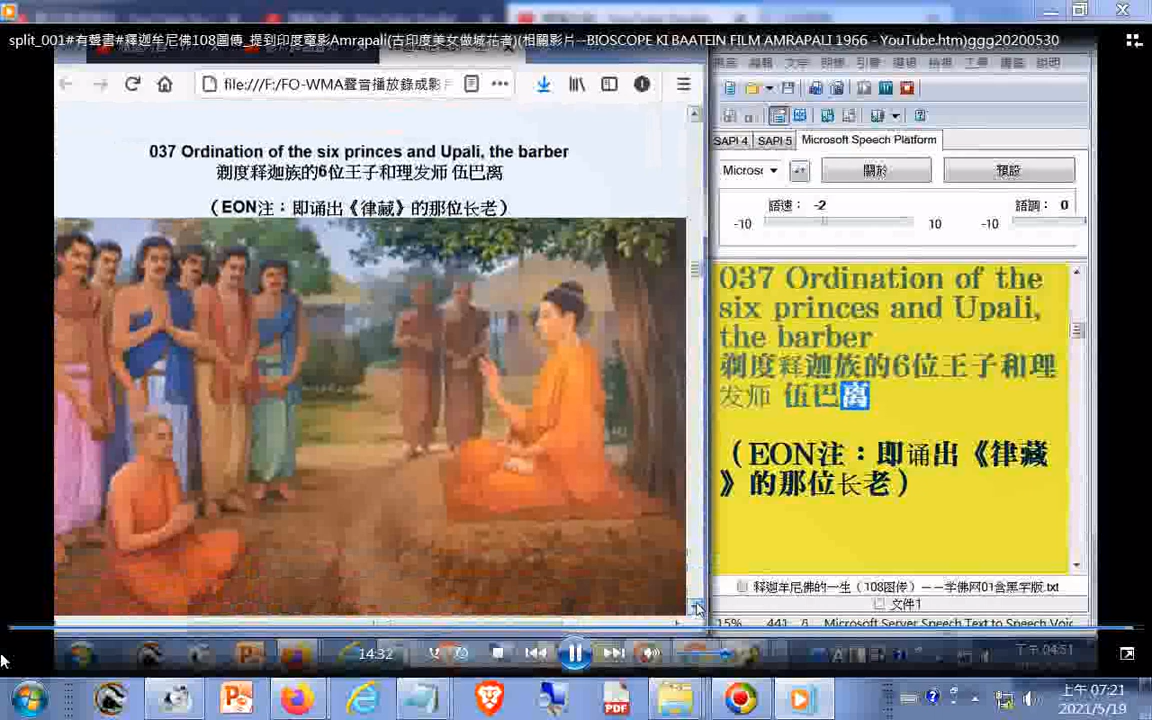 split_001#有聲書#釋迦牟尼佛108圖傳_提到印度電影Amrapali(古印度美女做城花者)(相關影片--BIOSCOPE KI BAATEIN FILM AMRAPALI 1966 - YouTube.htm)ggg20200530
file:///F:/FO-WMA聲音播放錄成影
037 Ordination of the six princes and Upali, the barber
剃度释迦族的6位王子和理发师 伍巴离
（EON注：即诵出《律藏》的那位长老）
SAPI 4
SAPI 5
Microsoft Speech Platform
關於
預設
語速：
-2
語調：
0
-10
10
-10
037 Ordination of the
six princes and Upali,
the barber
剃度释迦族的6位王子和理
发师 伍巴离
（EON注：即诵出《律藏
》的那位长老）
释迦牟尼佛的一生（108图传）——学佛网01含黑字版.txt
文件1
441
Microsoft Server Speech Text to Speech Voic
14:32
下午 04:51
上午 07:21
2021/5/19